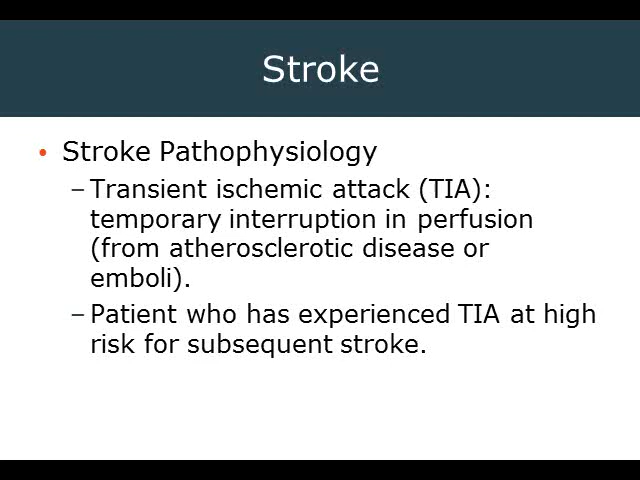 Stroke
• Stroke Pathophysiology
– Transient ischemic attack (TIA):
temporary interruption in perfusion
(from atherosclerotic disease or
emboli).
– Patient who has experienced TIA at high
risk for subsequent stroke.